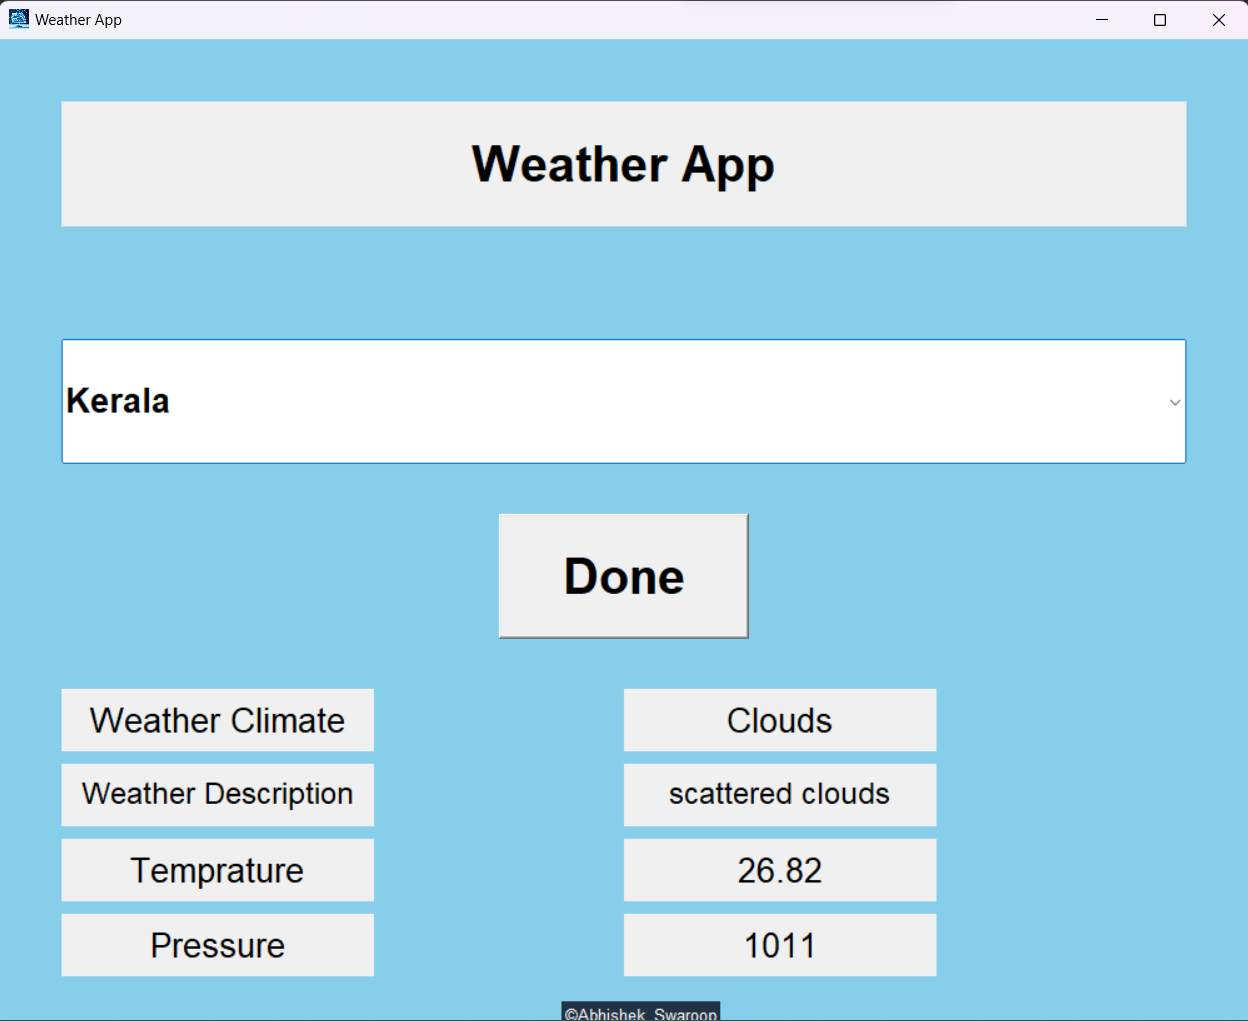 Weather App
Weather App
Kerala
Done
Weather Climate Clouds
Weather Description scattered clouds
Temprature 26.82
Pressure 1011
©Abhishek_Swaroop